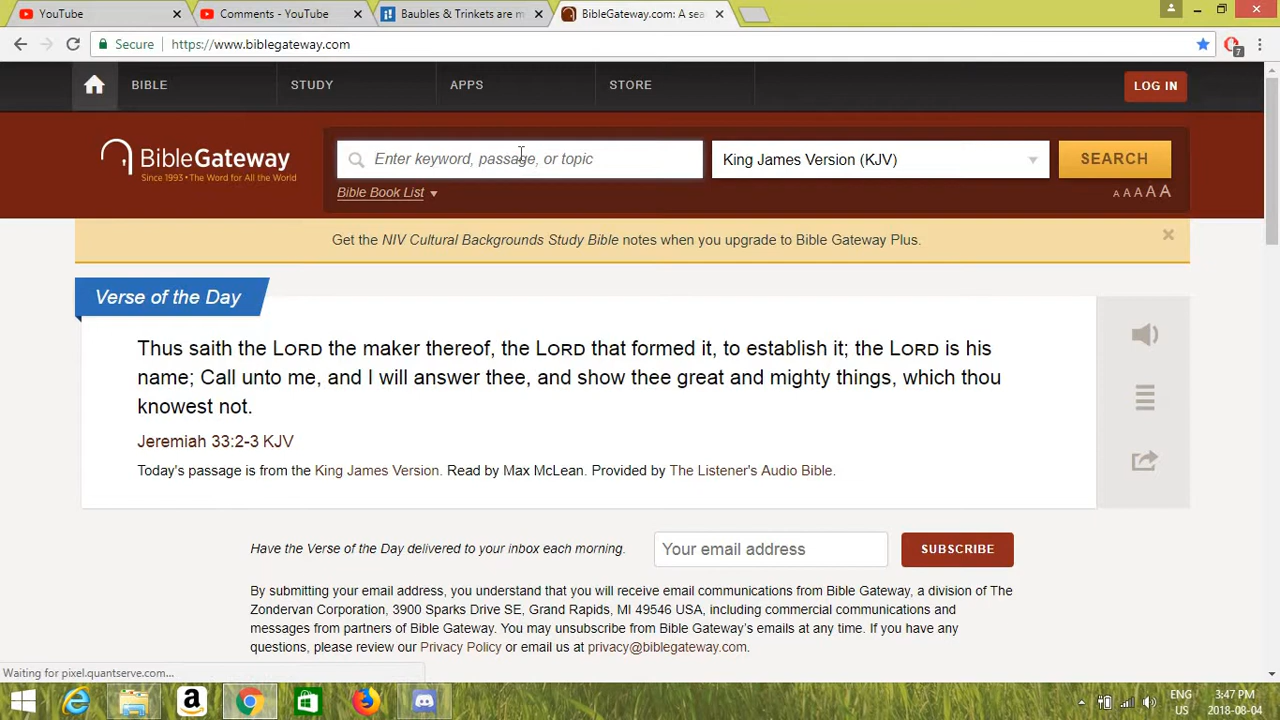 YouTube
Comments - YouTube
Baubles & Trinkets are m
BibleGateway.com: A sea
Secure
https://www.biblegateway.com
7
BIBLE
STUDY
APPS
STORE
LOG IN
BibleGateway
Since 1993 • The Word for All the World
Enter keyword, passage, or topic
King James Version (KJV)
SEARCH
Bible Book List
A A A A A
Get the NIV Cultural Backgrounds Study Bible notes when you upgrade to Bible Gateway Plus.
Verse of the Day
Thus saith the LORD the maker thereof, the LORD that formed it, to establish it; the LORD is his
name; Call unto me, and I will answer thee, and show thee great and mighty things, which thou
knowest not.
Jeremiah 33:2-3 KJV
Today's passage is from the King James Version. Read by Max McLean. Provided by The Listener's Audio Bible.
Have the Verse of the Day delivered to your inbox each morning.
Your email address
SUBSCRIBE
By submitting your email address, you understand that you will receive email communications from Bible Gateway, a division of The
Zondervan Corporation, 3900 Sparks Drive SE, Grand Rapids, MI 49546 USA, including commercial communications and
messages from partners of Bible Gateway. You may unsubscribe from Bible Gateway's emails at any time. If you have any
questions, please review our Privacy Policy or email us at privacy@biblegateway.com.
Waiting for pixel.quantserve.com...
ENG
US
3:47 PM
2018-08-04